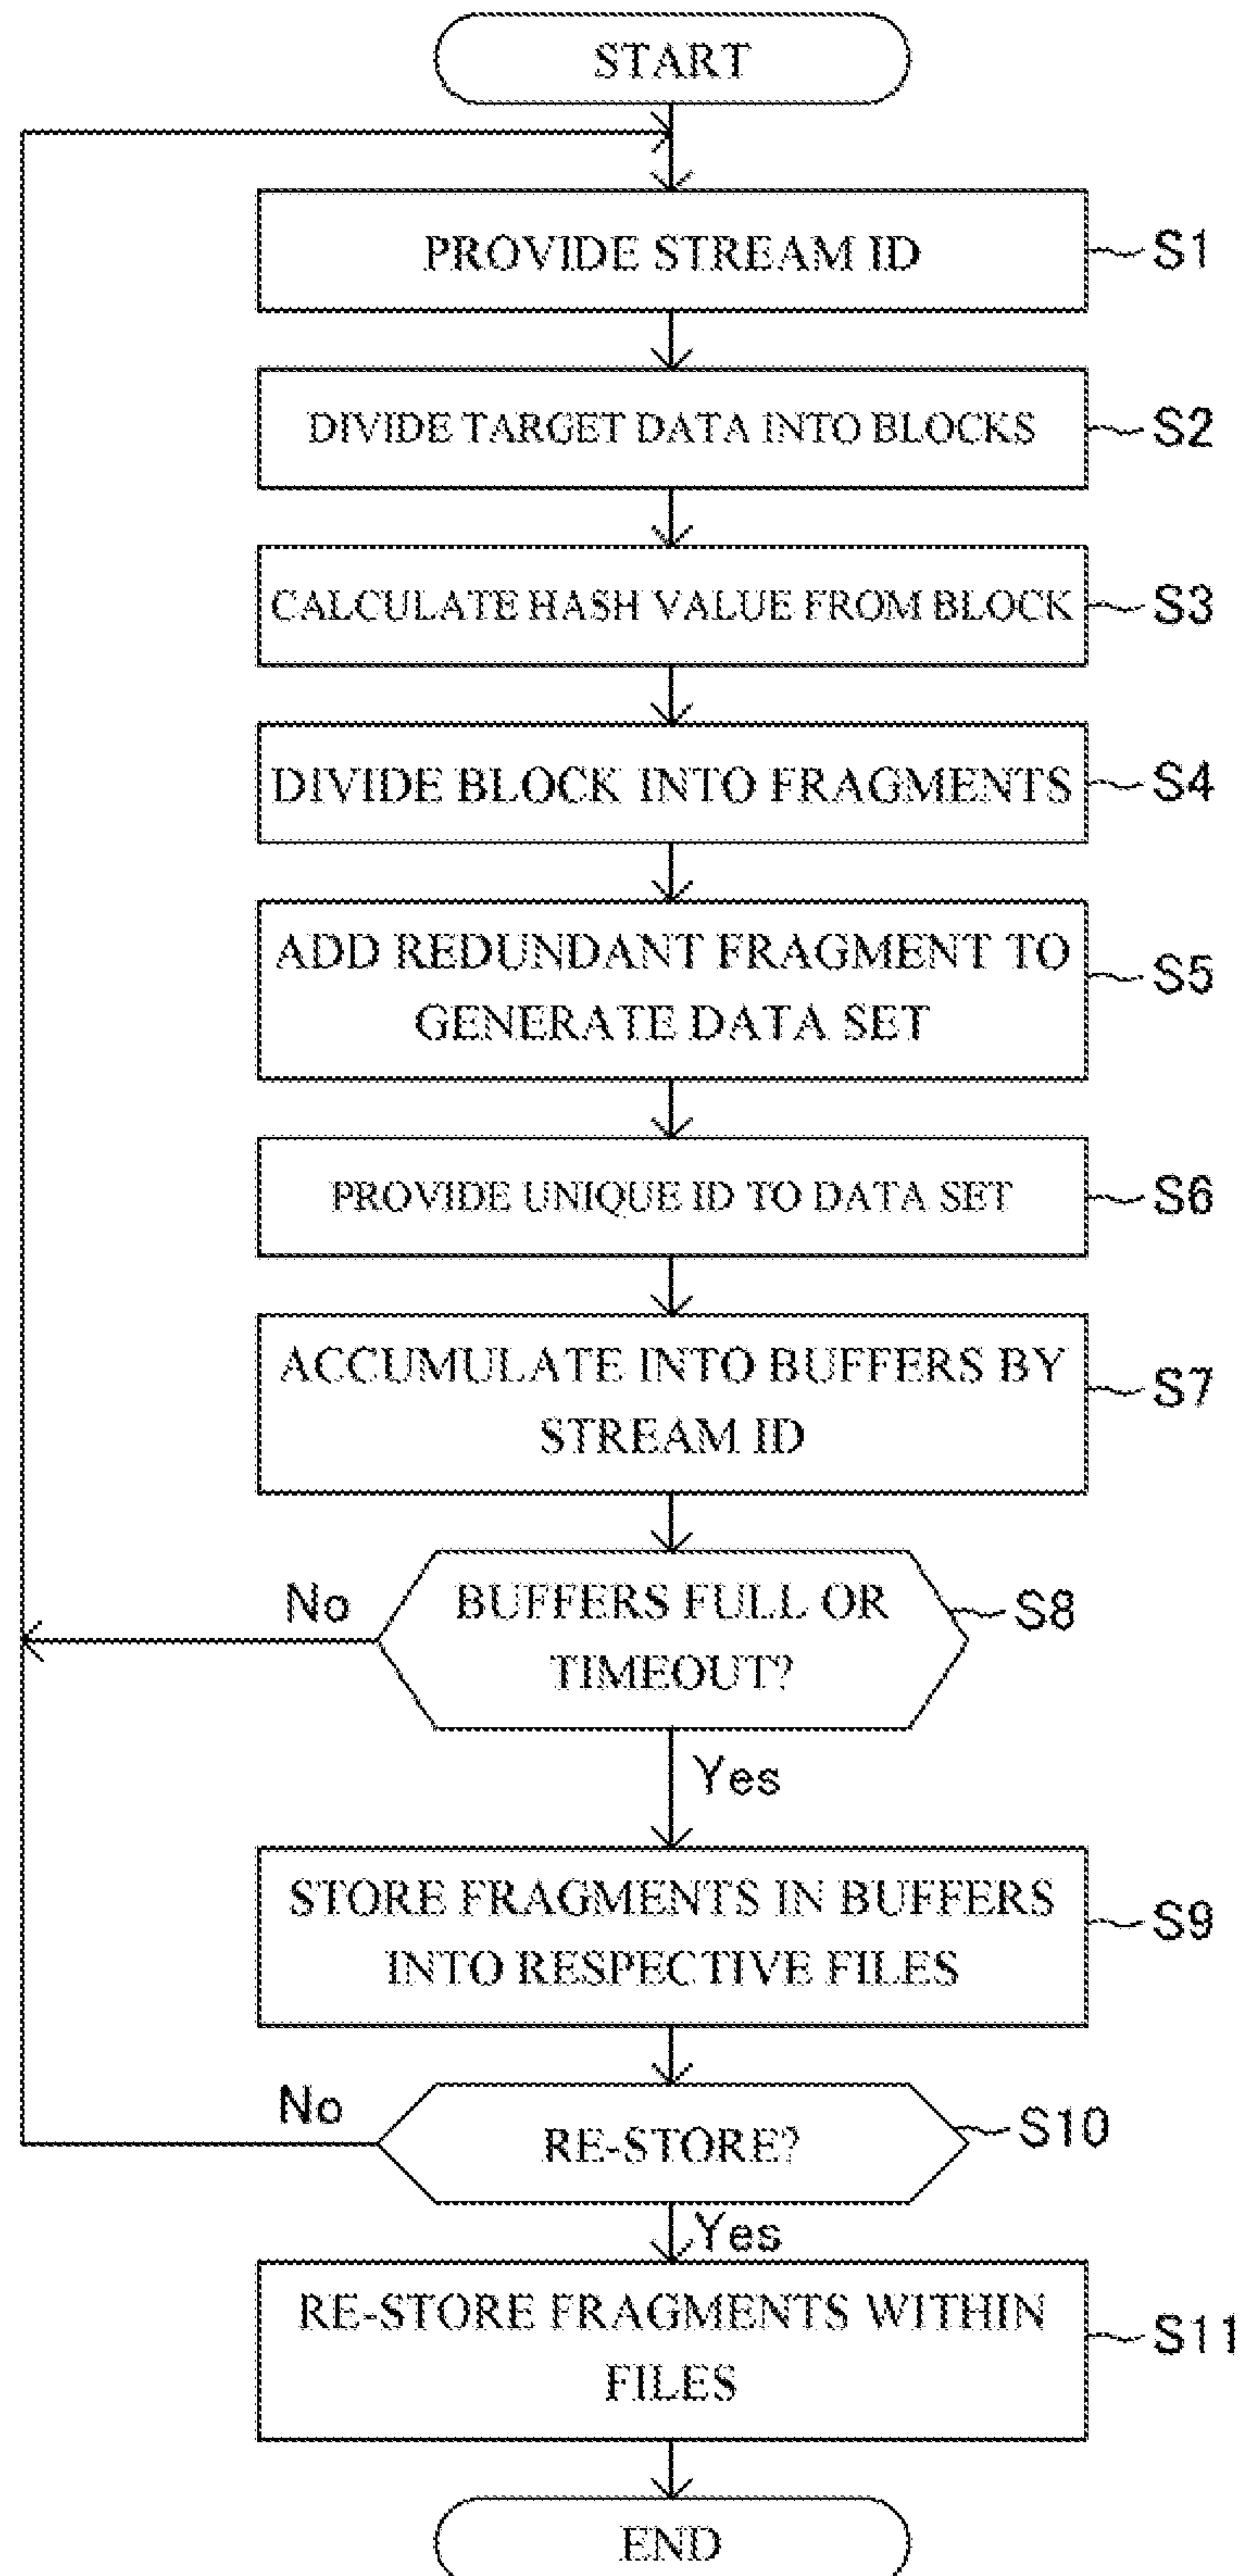 START
PROVIDE STREAM ID
S1
DIVIDE TARGET DATA INTO BLOCKS
S2
CALCULATE HASH VALUE FROM BLOCK
S3
DIVIDE BLOCK INTO FRAGMENTS
S4
ADD REDUNDANT FRAGMENT TO
GENERATE DATA SET
S5
PROVIDE UNIQUE ID TO DATA SET
S6
ACCUMULATE INTO BUFFERS BY
STREAM ID
S7
No
BUFFERS FULL OR
TIMEOUT?
S8
Yes
STORE FRAGMENTS IN BUFFERS
INTO RESPECTIVE FILES
S9
No
RE-STORE?
S10
Yes
RE-STORE FRAGMENTS WITHIN
FILES
S11
END